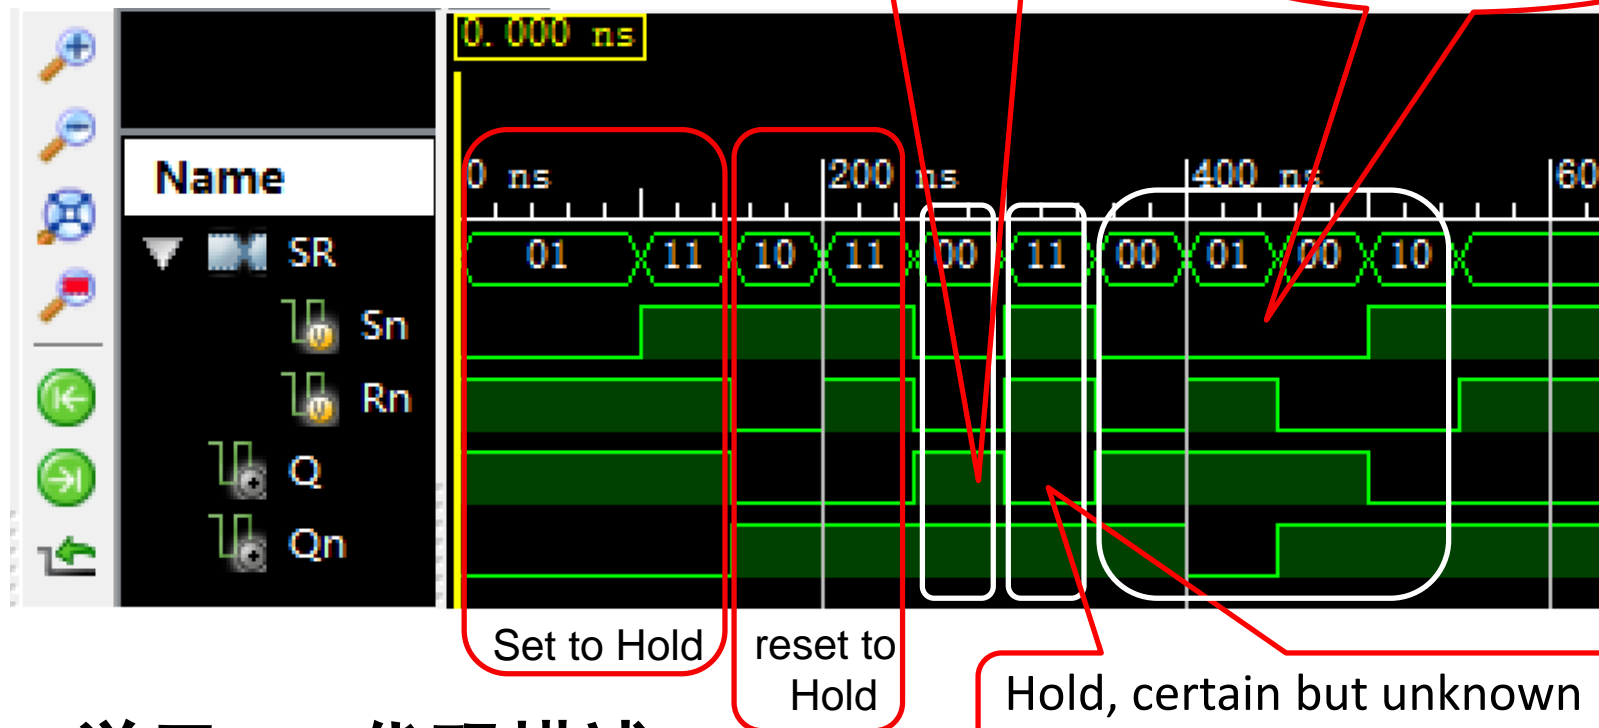 0.000 ns
Name
0 ns
200 ns
400 ns
60
SR
01
11
10
11
00
11
00
01
00
10
Sn
Rn
Q
Qn
Set to Hold
reset to
Hold
Hold, certain but unknown